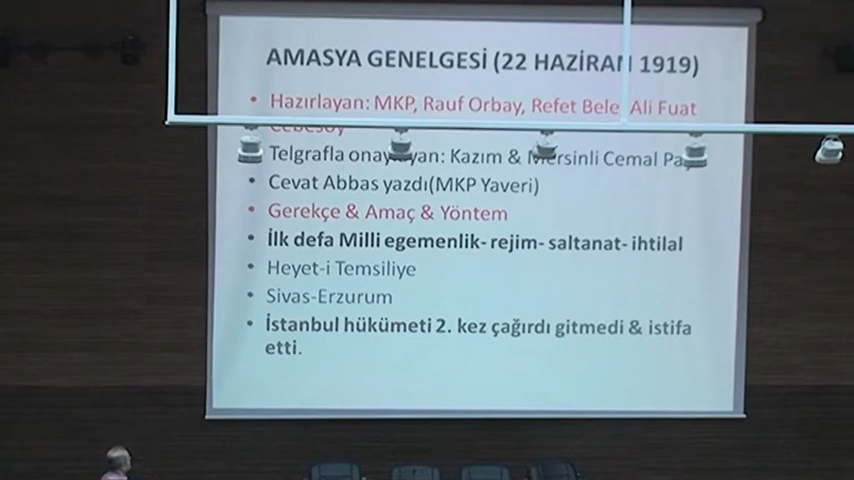 AMASYA GENELGESİ (22 HAZİRAN 1919)
• Hazırlayan: MKP, Rauf Orbay, Refet Bele, Ali Fuat
Cebesoy
Telgrafla onaylayan: Kazım & Mersinli Cemal
• Cevat Abbas yazdı(MKP Yaveri)
• Gerekçe & Amaç & Yöntem
• İlk defa Milli egemenlik- rejim- saltanat- ihtilal
• Heyet-i Temsiliye
• Sivas-Erzurum
• İstanbul hükümeti 2. kez çağırdı gitmedi & istifa
etti.